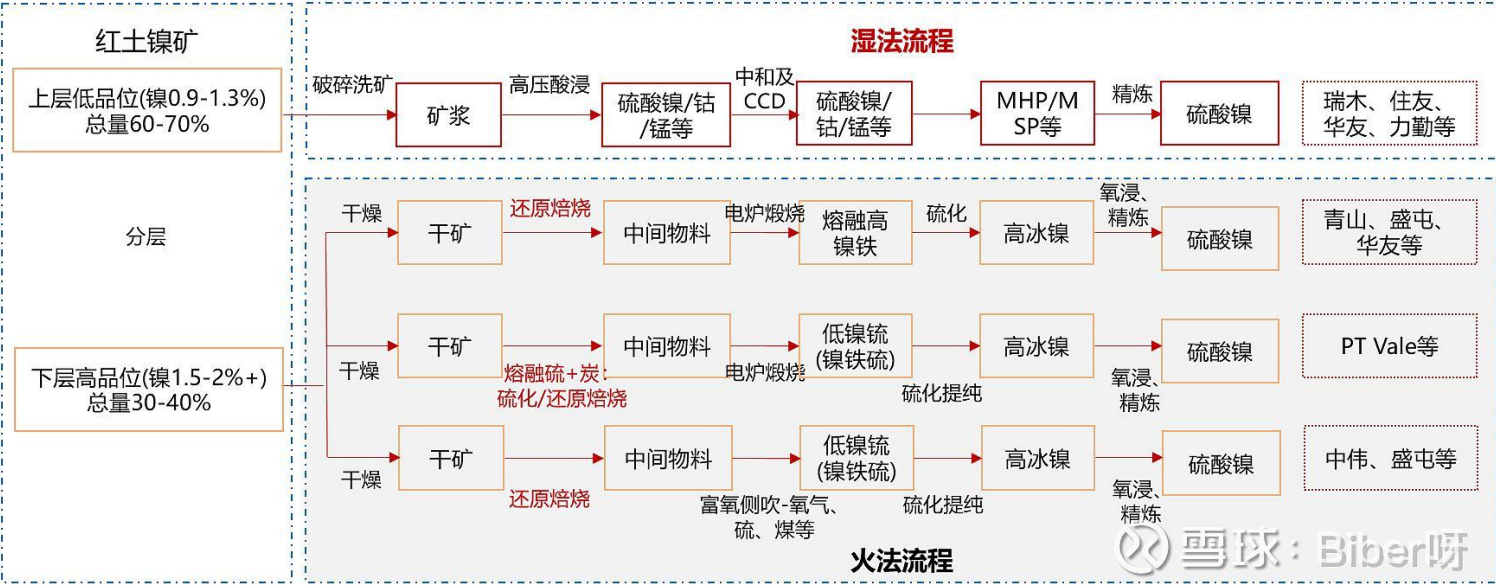 红土镍矿
上层低品位(镍0.9-1.3%)
总量60-70%
分层
下层高品位(镍1.5-2%+)
总量30-40%
湿法流程
破碎洗矿
矿浆
高压酸浸
硫酸镍/钴
/锰等
中和及
CCD
硫酸镍/
钴/锰等
MHP/M
SP等
精炼
硫酸镍
瑞木、住友、
华友、力勤等
干燥
干矿
还原焙烧
中间物料
电炉煅烧
熔融高
镍铁
硫化
高冰镍
氧浸、
精炼
硫酸镍
青山、盛屯、
华友等
干燥
干矿
熔融硫+炭：
硫化/还原焙烧
中间物料
电炉煅烧
低镍锍
(镍铁硫)
硫化提纯
高冰镍
氧浸、
精炼
硫酸镍
PT Vale等
干燥
干矿
还原焙烧
中间物料
富氧侧吹-氧气、
硫、煤等
低镍锍
(镍铁硫)
硫化提纯
高冰镍
氧浸、
精炼
硫酸镍
中伟、盛屯等
火法流程
雪球：Biber呀